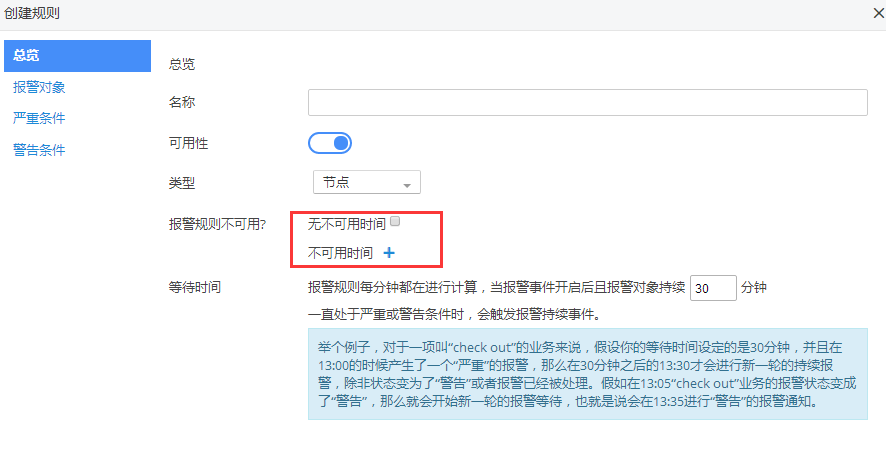 创建规则
总览
报警对象
严重条件
警告条件
总览
名称
可用性
类型
节点
报警规则不可用?
无不可用时间
不可用时间 +
等待时间
报警规则每分钟都在进行计算，当报警事件开启后且报警对象持续 30 分钟
一直处于严重或警告条件时，会触发报警持续事件。
举个例子，对于一项叫“check out”的业务来说，假设你的等待时间设定的是30分钟，并且在
13:00的时候产生了一个“严重”的报警，那么在30分钟之后的13:30才会进行新一轮的持续报
警，除非状态变为了“警告”或者报警已经被处理。假如在13:05“check out”业务的报警状态变成
了“警告”，那么就会开始新一轮的报警等待，也就是说会在13:35进行“警告”的报警通知。